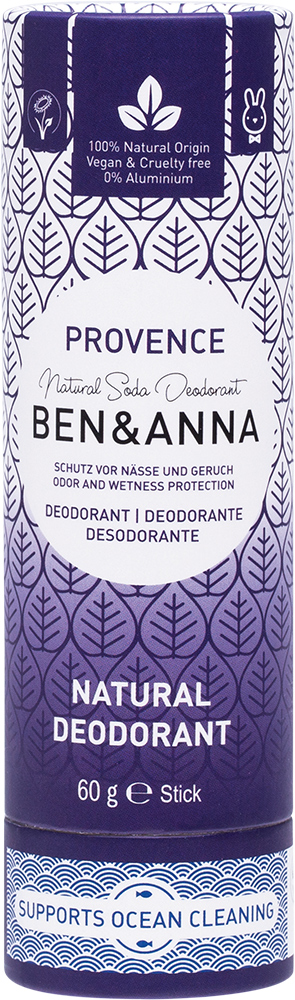 100% Natural Origin
Vegan & Cruelty free
0% Aluminium
PROVENCE
Natural Soda Deodorant
BEN&ANNA
SCHUTZ VOR NÄSSE UND GERUCH
ODOR AND WETNESS PROTECTION
DEODORANT | DEODORANTE
DESODORANTE
NATURAL
DEODORANT
60 g ℮ Stick
SUPPORTS OCEAN CLEANING